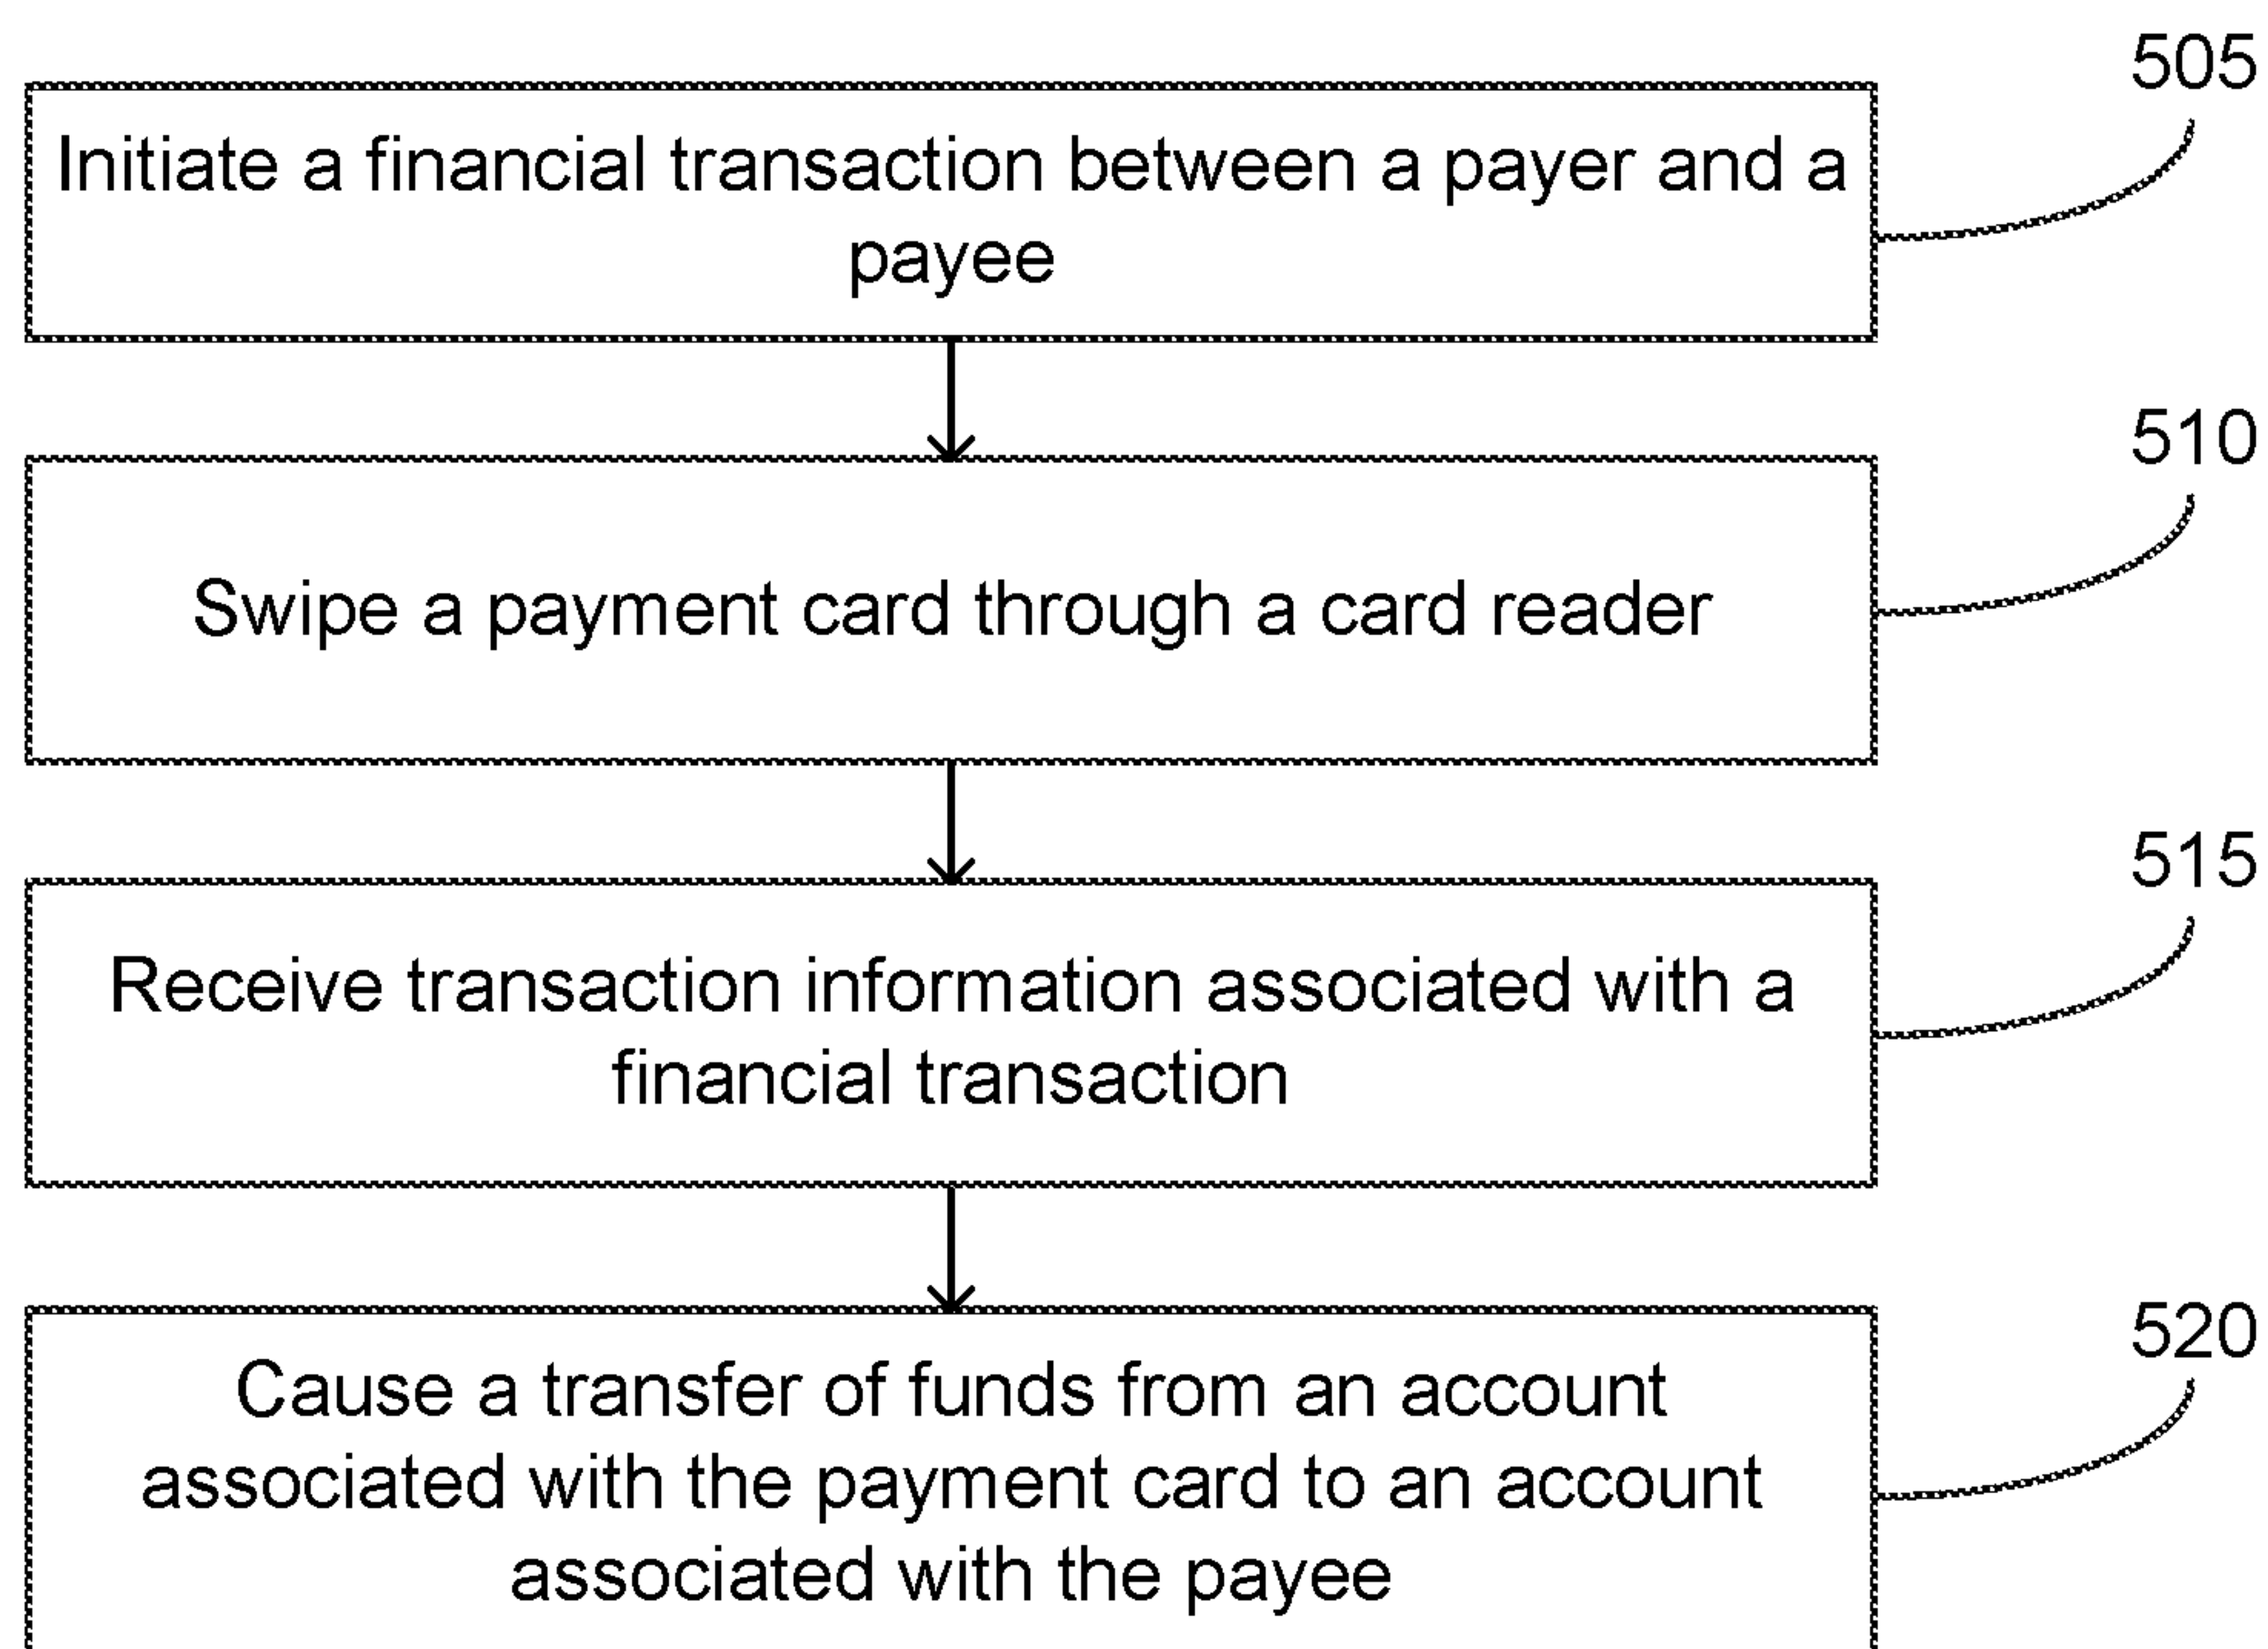 505
Initiate a financial transaction between a payer and a
payee
510
Swipe a payment card through a card reader
515
Receive transaction information associated with a
financial transaction
520
Cause a transfer of funds from an account
associated with the payment card to an account
associated with the payee